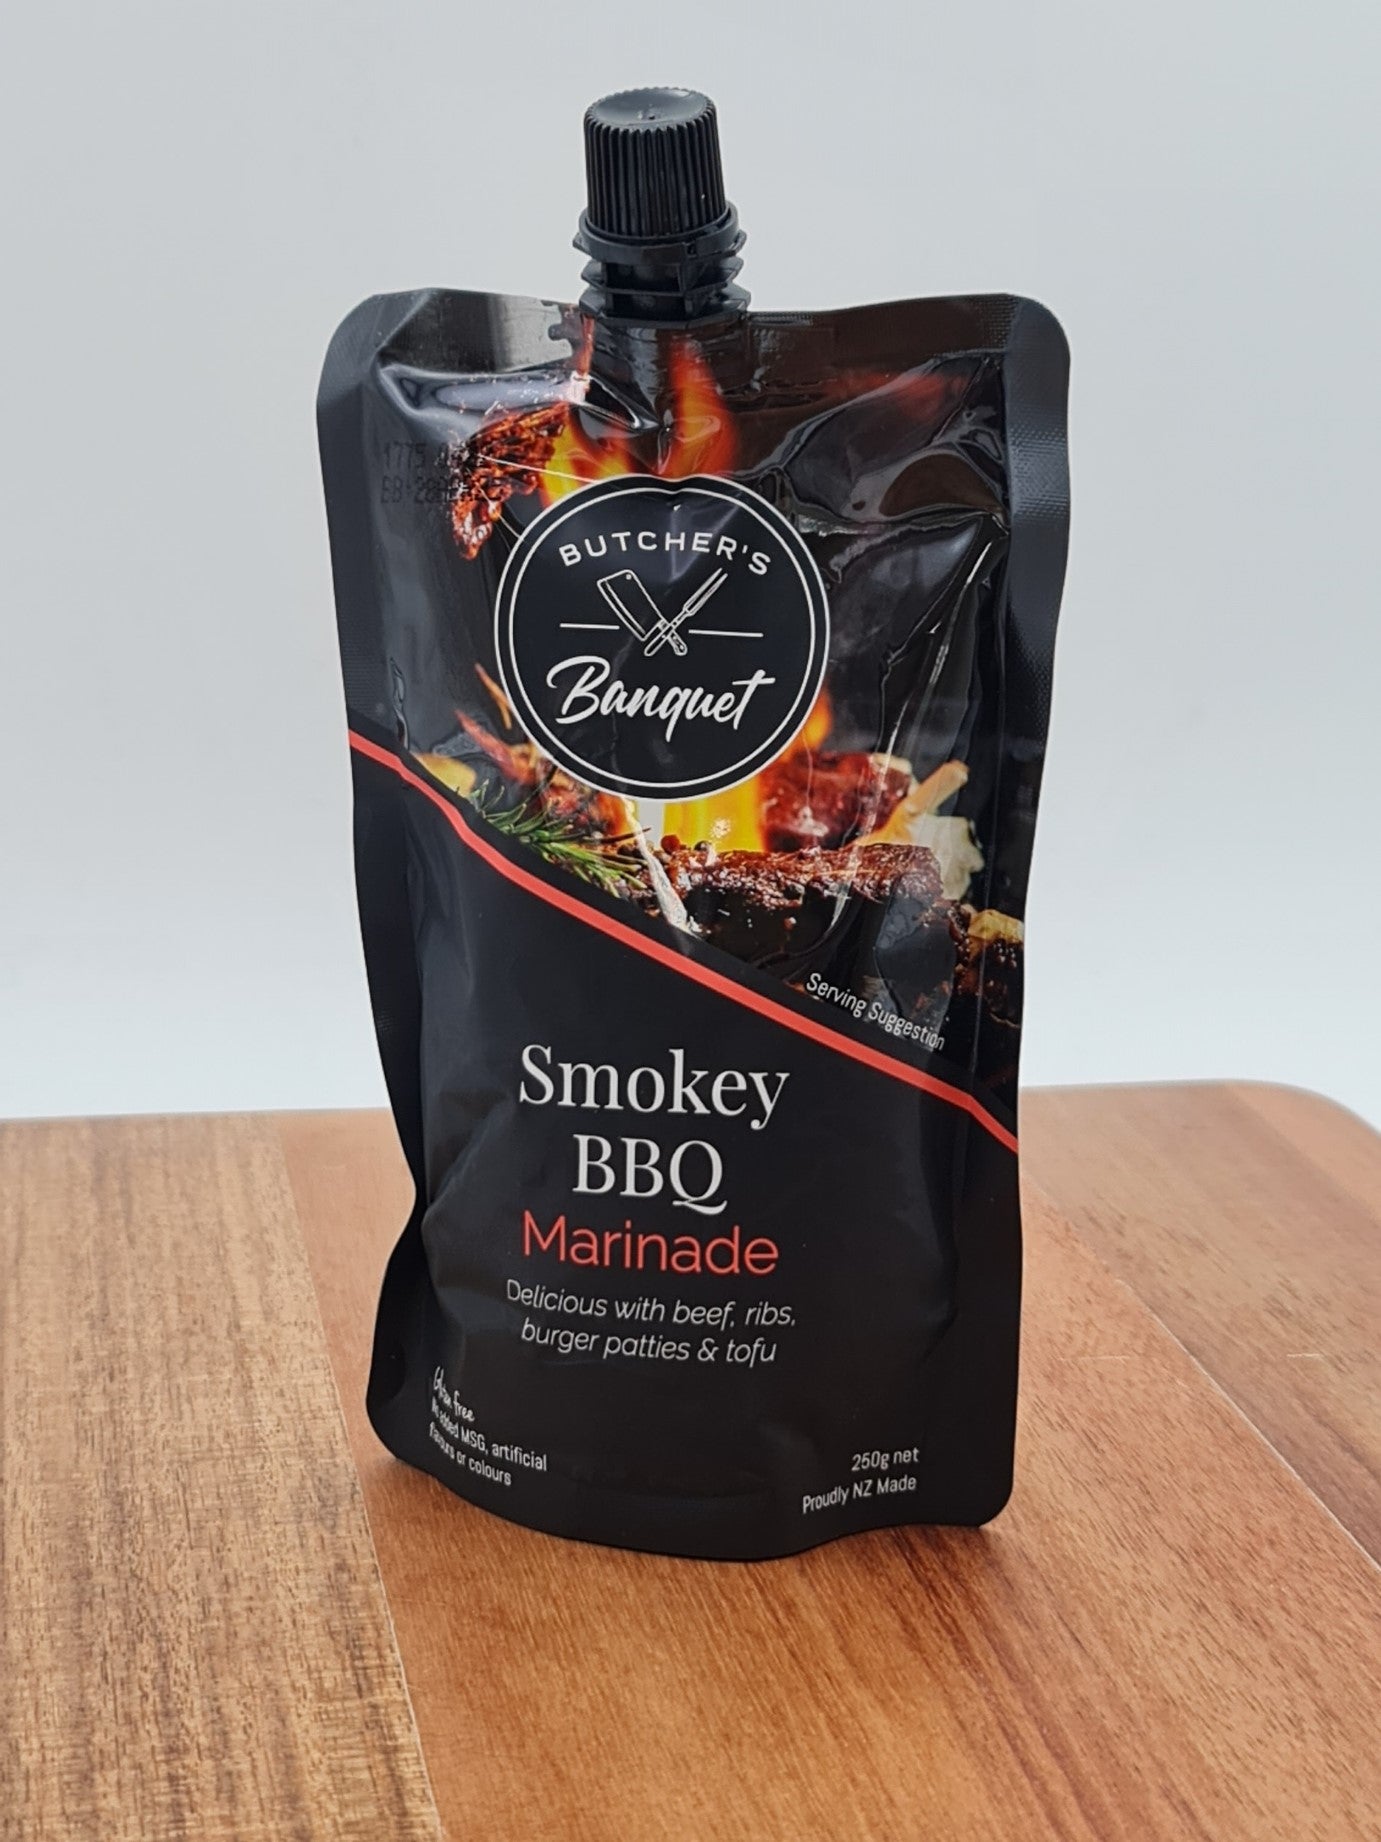 1775
BUTCHER'S
Banquet
Serving Suggestion
Smokey
BBQ
Marinade
Delicious with beef, ribs,
burger patties & tofu
Gluten free
No added MSG, artificial
flavours or colours
250g net
Proudly NZ Made